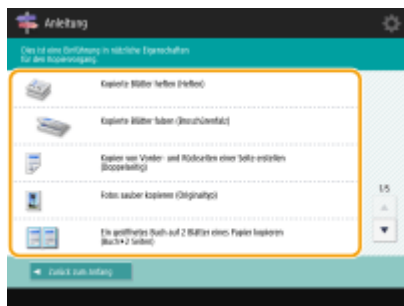 Anleitung
Dies ist eine Einführung in nützliche Eigenschaften
für den Kopiervorgang.
Kopierte Blätter heften (Heften)
Kopierte Blätter falzen (Broschürenfalz)
Kopien von Vorder- und Rückseiten einer Seite erstellen
(Doppelseitig)
Fotos sauber kopieren (Originaltyp)
Ein geöffnetes Buch auf 2 Blätter eines Papier kopieren
(Buch▸2 Seiten)
1/5
Zurück zum Anfang